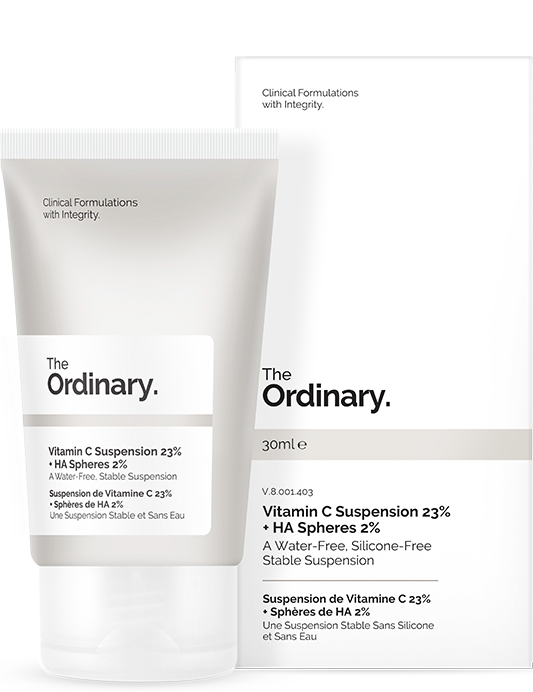 Clinical Formulations
with Integrity.
The
Ordinary.
Vitamin C Suspension 23%
+ HA Spheres 2%
A Water-Free, Stable Suspension
Suspension de Vitamine C 23%
+ Sphères de HA 2%
Une Suspension Stable et Sans Eau
Clinical Formulations
with Integrity.
The
Ordinary.
30ml ℮
V.8.001.403
Vitamin C Suspension 23%
+ HA Spheres 2%
A Water-Free, Silicone-Free
Stable Suspension
Suspension de Vitamine C 23%
+ Sphères de HA 2%
Une Suspension Stable Sans Silicone
et Sans Eau